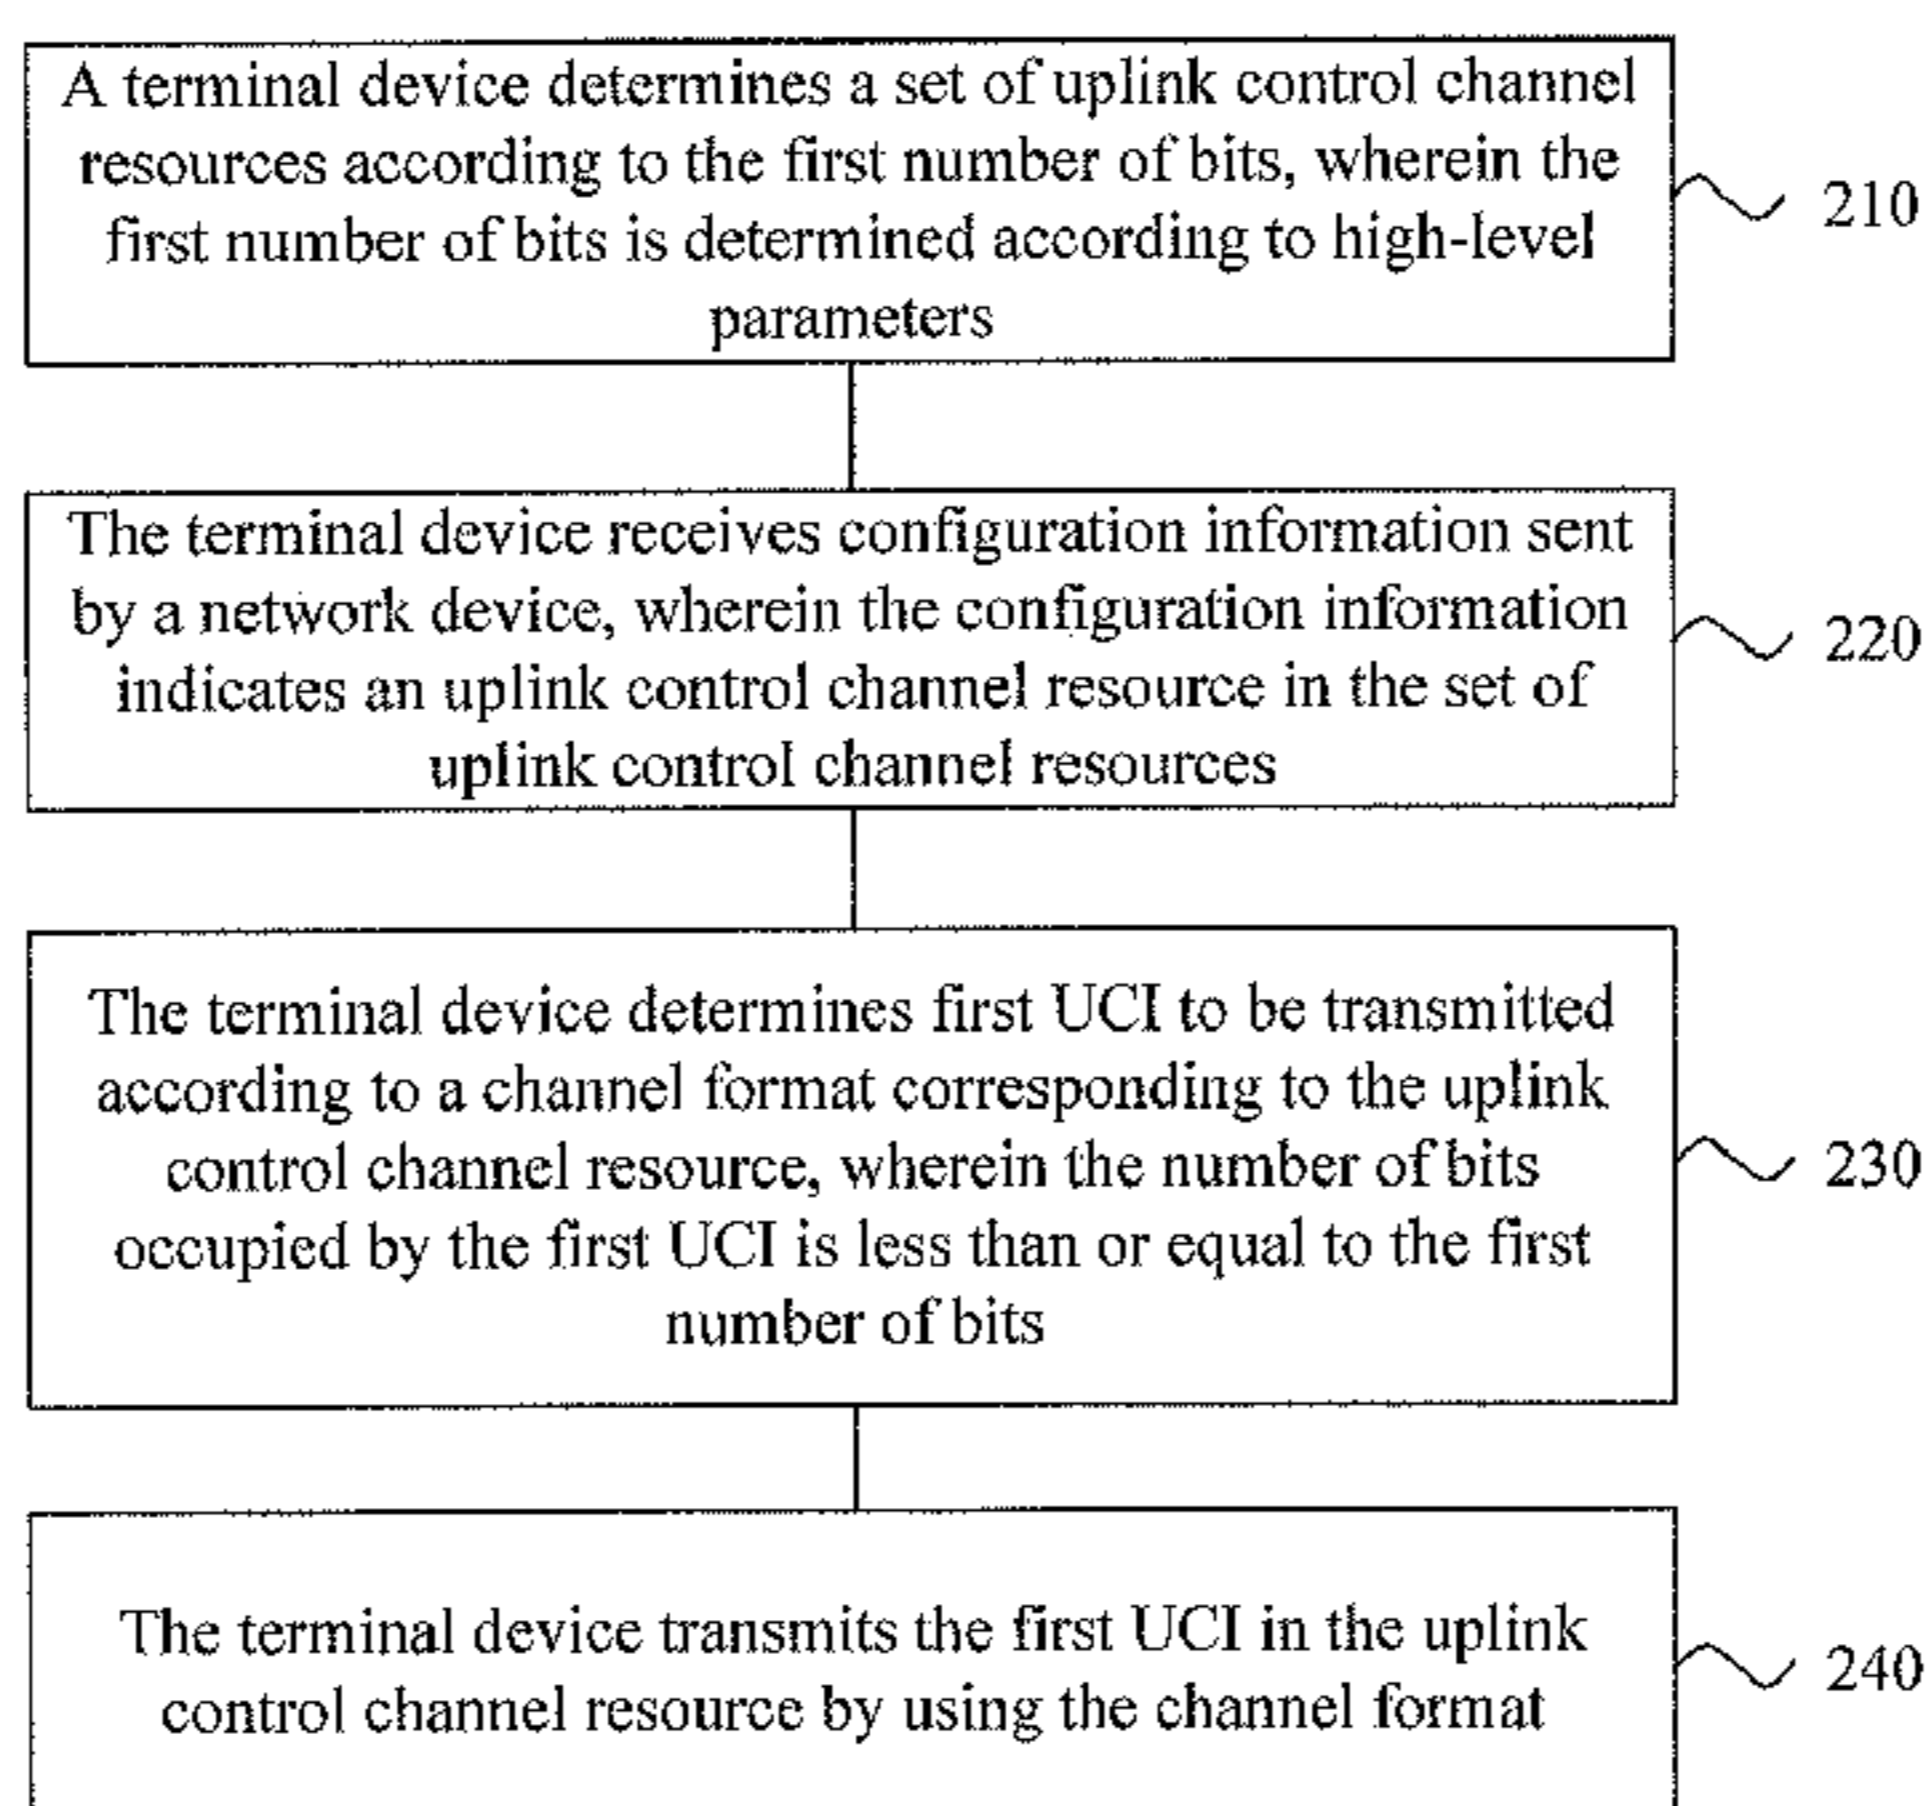 A terminal device determines a set of uplink control channel
resources according to the first number of bits, wherein the
first number of bits is determined according to high-level
parameters
210
The terminal device receives configuration information sent
by a network device, wherein the configuration information
indicates an uplink control channel resource in the set of
uplink control channel resources
220
The terminal device determines first UCI to be transmitted
according to a channel format corresponding to the uplink
control channel resource, wherein the number of bits
occupied by the first UCI is less than or equal to the first
number of bits
230
The terminal device transmits the first UCI in the uplink
control channel resource by using the channel format
240